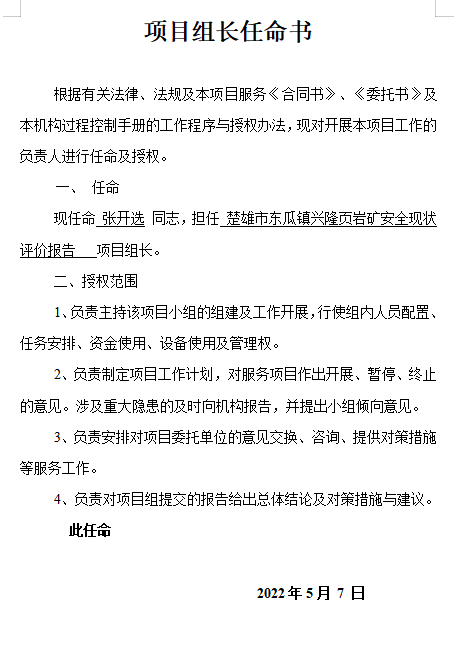 项目组长任命书
根据有关法律、法规及本项目服务《合同书》、《委托书》及
本机构过程控制手册的工作程序与授权办法，现对开展本项目工作的
负责人进行任命及授权。
一、 任命
现任命 张开选 同志，担任 楚雄市东瓜镇兴隆页岩矿安全现状
评价报告 项目组长。
二、授权范围
1、负责主持该项目小组的组建及工作开展，行使组内人员配置、
任务安排、资金使用、设备使用及管理权。
2、负责制定项目工作计划，对服务项目作出开展、暂停、终止
的意见。涉及重大隐患的及时向机构报告，并提出小组倾向意见。
3、负责安排对项目委托单位的意见交换、咨询、提供对策措施
等服务工作。
4、负责对项目组提交的报告给出总体结论及对策措施与建议。
此任命
2022 年 5 月 7 日